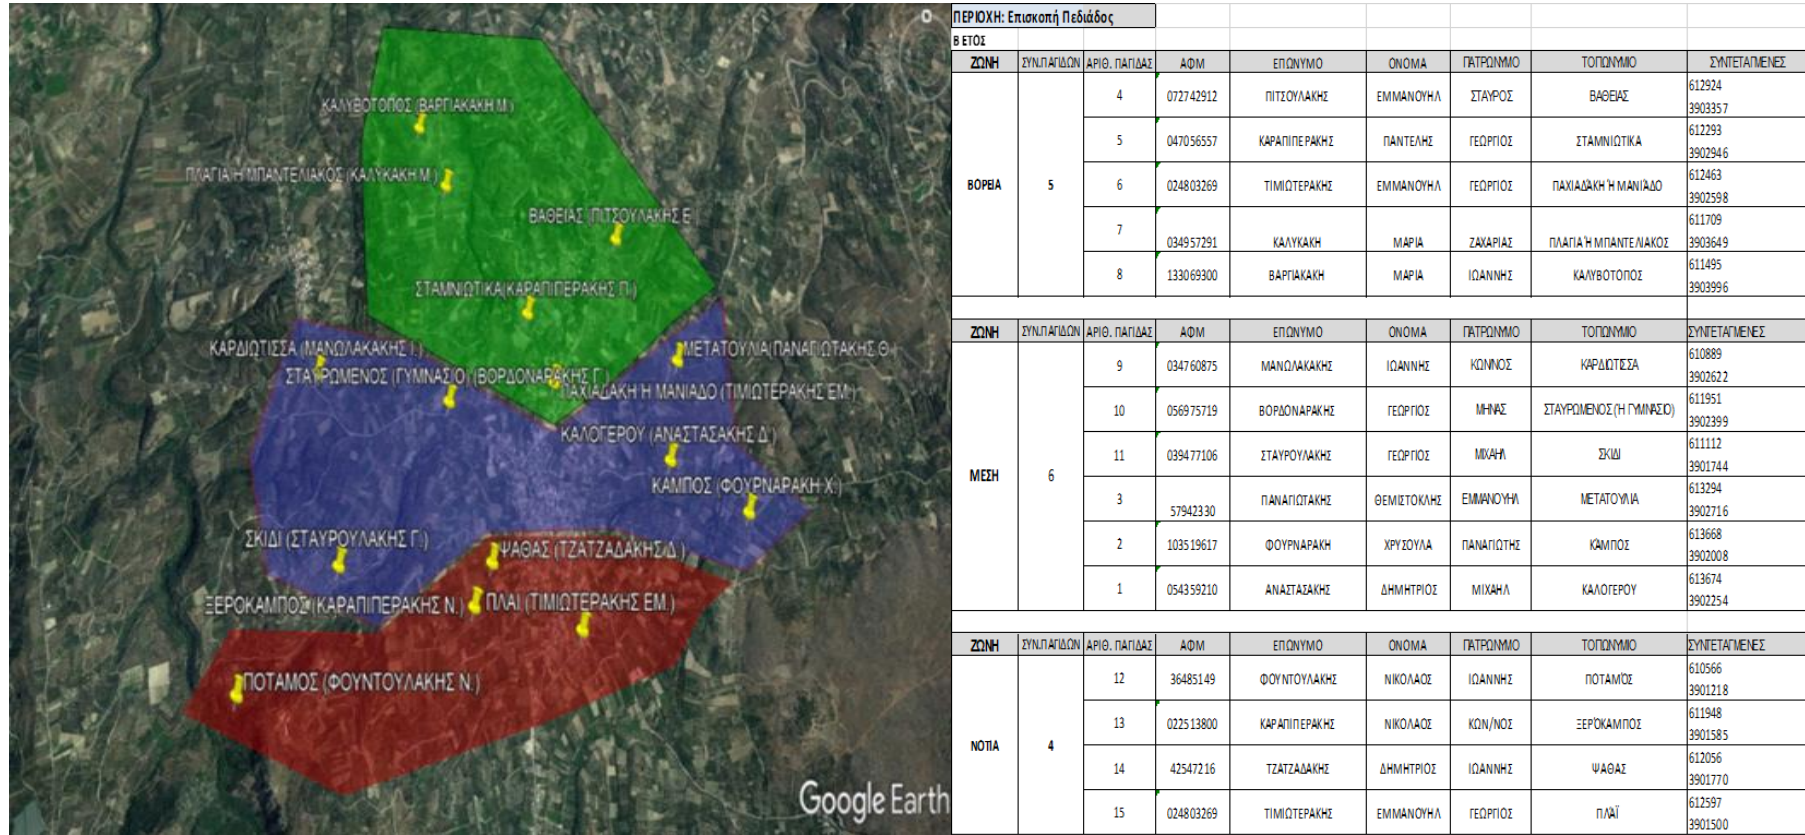 ΚΑΛΥΒΟΤΟΠΟΣ (ΒΑΡΓΙΑΚΑΚΗ Μ.)
ΠΛΑΓΙΑ Ή ΜΠΑΝΤΕΛΙΑΚΟΣ (ΚΑΛΥΚΑΚΗ Μ.)
ΒΑΘΕΙΑΣ (ΠΙΤΣΟΥΛΑΚΗΣ Ε
ΣΤΑΜΝΙΩΤΙΚΑ(ΚΑΡΑΠΙΠΕΡΑΚΗΣ Π.)
ΚΑΡΔΙΩΤΙΣΣΑ (ΜΑΝΩΛΑΚΑΚΗΣ Ι.)
ΜΕΤΑΤΟΥΛΙΑ(ΠΑΝΑΓΙΩΤΑΚΗΣ Θ.
ΣΤΑΥΡΩΜΕΝΟΣ (ΓΥΜΝΑΣΙΟ) (ΒΟΡΔΟΝΑΡΑΚΗΣ Γ.)
ΠΑΧΙΑΔΑΚΗ Ή ΜΑΝΙΑΔΟ (ΤΙΜΙΩΤΕΡΑΚΗΣ ΕΜ.)
ΚΑΛΟΓΕΡΟΥ (ΑΝΑΣΤΑΣΑΚΗΣ Δ.)
ΚΑΜΠΟΣ (ΦΟΥΡΝΑΡΑΚΗ Χ.)
ΣΚΙΔΙ (ΣΤΑΥΡΟΥΛΑΚΗΣ Γ.)
ΨΑΘΑΣ (ΤΖΑΤΖΑΔΑΚΗΣ Δ.)
ΞΕΡΟΚΑΜΠΟΣ (ΚΑΡΑΠΙΠΕΡΑΚΗΣ Ν.)
ΠΛΑΙ (ΤΙΜΙΩΤΕΡΑΚΗΣ ΕΜ.)
ΠΟΤΑΜΟΣ (ΦΟΥΝΤΟΥΛΑΚΗΣ Ν.)
Google Earth
ΠΕΡΙΟΧΗ: Επισκοπή Πεδιάδος
Β ΕΤΟΣ
ΖΩΝΗ ΣΥΝ.ΠΑΓΙΔΩΝ ΑΡΙΘ. ΠΑΓΙΔΑΣ ΑΦΜ ΕΠΩΝΥΜΟ ΟΝΟΜΑ ΠΑΤΡΩΝΥΜΟ ΤΟΠΩΝΥΜΙΟ ΣΥΝΤΕΤΑΓΜΕΝΕΣ
ΒΟΡΕΙΑ 5
4 072742912 ΠΙΤΣΟΥΛΑΚΗΣ ΕΜΜΑΝΟΥΗΛ ΣΤΑΥΡΟΣ ΒΑΘΕΙΑΣ 612924
3903357
5 047056557 ΚΑΡΑΠΙΠΕΡΑΚΗΣ ΠΑΝΤΕΛΗΣ ΓΕΩΡΓΙΟΣ ΣΤΑΜΝΙΩΤΙΚΑ 612293
3902946
6 024803269 ΤΙΜΙΩΤΕΡΑΚΗΣ ΕΜΜΑΝΟΥΗΛ ΓΕΩΡΓΙΟΣ ΠΑΧΙΑΔΆΚΗ Ή ΜΑΝΙΆΔΟ 612463
3902598
7 034957291 ΚΑΛΥΚΑΚΗ ΜΑΡΙΑ ΖΑΧΑΡΙΑΣ ΠΛΑΓΙΑ Ή ΜΠΑΝΤΕΛΙΑΚΟΣ 611709
3903649
8 133069300 ΒΑΡΓΙΑΚΑΚΗ ΜΑΡΙΑ ΙΩΑΝΝΗΣ ΚΑΛΥΒΟΤΟΠΟΣ 611495
3903996
ΖΩΝΗ ΣΥΝ.ΠΑΓΙΔΩΝ ΑΡΙΘ. ΠΑΓΙΔΑΣ ΑΦΜ ΕΠΩΝΥΜΟ ΟΝΟΜΑ ΠΑΤΡΩΝΥΜΟ ΤΟΠΩΝΥΜΙΟ ΣΥΝΤΕΤΑΓΜΕΝΕΣ
ΜΕΣΗ 6
9 034760875 ΜΑΝΩΛΑΚΑΚΗΣ ΙΩΑΝΝΗΣ ΚΩΝΝΟΣ ΚΑΡΔΙΩΤΙΣΣΑ 610889
3902622
10 056975719 ΒΟΡΔΟΝΑΡΑΚΗΣ ΓΕΩΡΓΙΟΣ ΜΗΝΑΣ ΣΤΑΥΡΩΜΕΝΟΣ (Ή ΓΥΜΝΆΣΙΟ) 611951
3902399
11 039477106 ΣΤΑΥΡΟΥΛΑΚΗΣ ΓΕΩΡΓΙΟΣ ΜΙΧΑΗΛ ΣΚΙΔΙ 611112
3901744
3 57942330 ΠΑΝΑΓΙΩΤΑΚΗΣ ΘΕΜΙΣΤΟΚΛΗΣ ΕΜΜΑΝΟΥΗΛ ΜΕΤΑΤΟΥΛΙΑ 613294
3902716
2 103519617 ΦΟΥΡΝΑΡΑΚΗ ΧΡΥΣΟΥΛΑ ΠΑΝΑΓΙΩΤΗΣ ΚΆΜΠΟΣ 613668
3902008
1 054359210 ΑΝΑΣΤΑΣΑΚΗΣ ΔΗΜΗΤΡΙΟΣ ΜΙΧΑΗΛ ΚΑΛΟΓΕΡΟΥ 613674
3902254
ΖΩΝΗ ΣΥΝ.ΠΑΓΙΔΩΝ ΑΡΙΘ. ΠΑΓΙΔΑΣ ΑΦΜ ΕΠΩΝΥΜΟ ΟΝΟΜΑ ΠΑΤΡΩΝΥΜΟ ΤΟΠΩΝΥΜΙΟ ΣΥΝΤΕΤΑΓΜΕΝΕΣ
ΝΟΤΙΑ 4
12 36485149 ΦΟΥΝΤΟΥΛΑΚΗΣ ΝΙΚΟΛΑΟΣ ΙΩΑΝΝΗΣ ΠΟΤΑΜΌΣ 610566
3901218
13 022513800 ΚΑΡΑΠΙΠΕΡΑΚΗΣ ΝΙΚΟΛΑΟΣ ΚΩΝ/ΝΟΣ ΞΕΡΌΚΑΜΠΟΣ 611948
3901585
14 42547216 ΤΖΑΤΖΑΔΑΚΗΣ ΔΗΜΗΤΡΙΟΣ ΙΩΑΝΝΗΣ ΨΑΘΑΣ 612056
3901770
15 024803269 ΤΙΜΙΩΤΕΡΑΚΗΣ ΕΜΜΑΝΟΥΗΛ ΓΕΩΡΓΙΟΣ ΠΛΆΪ 612597
3901500